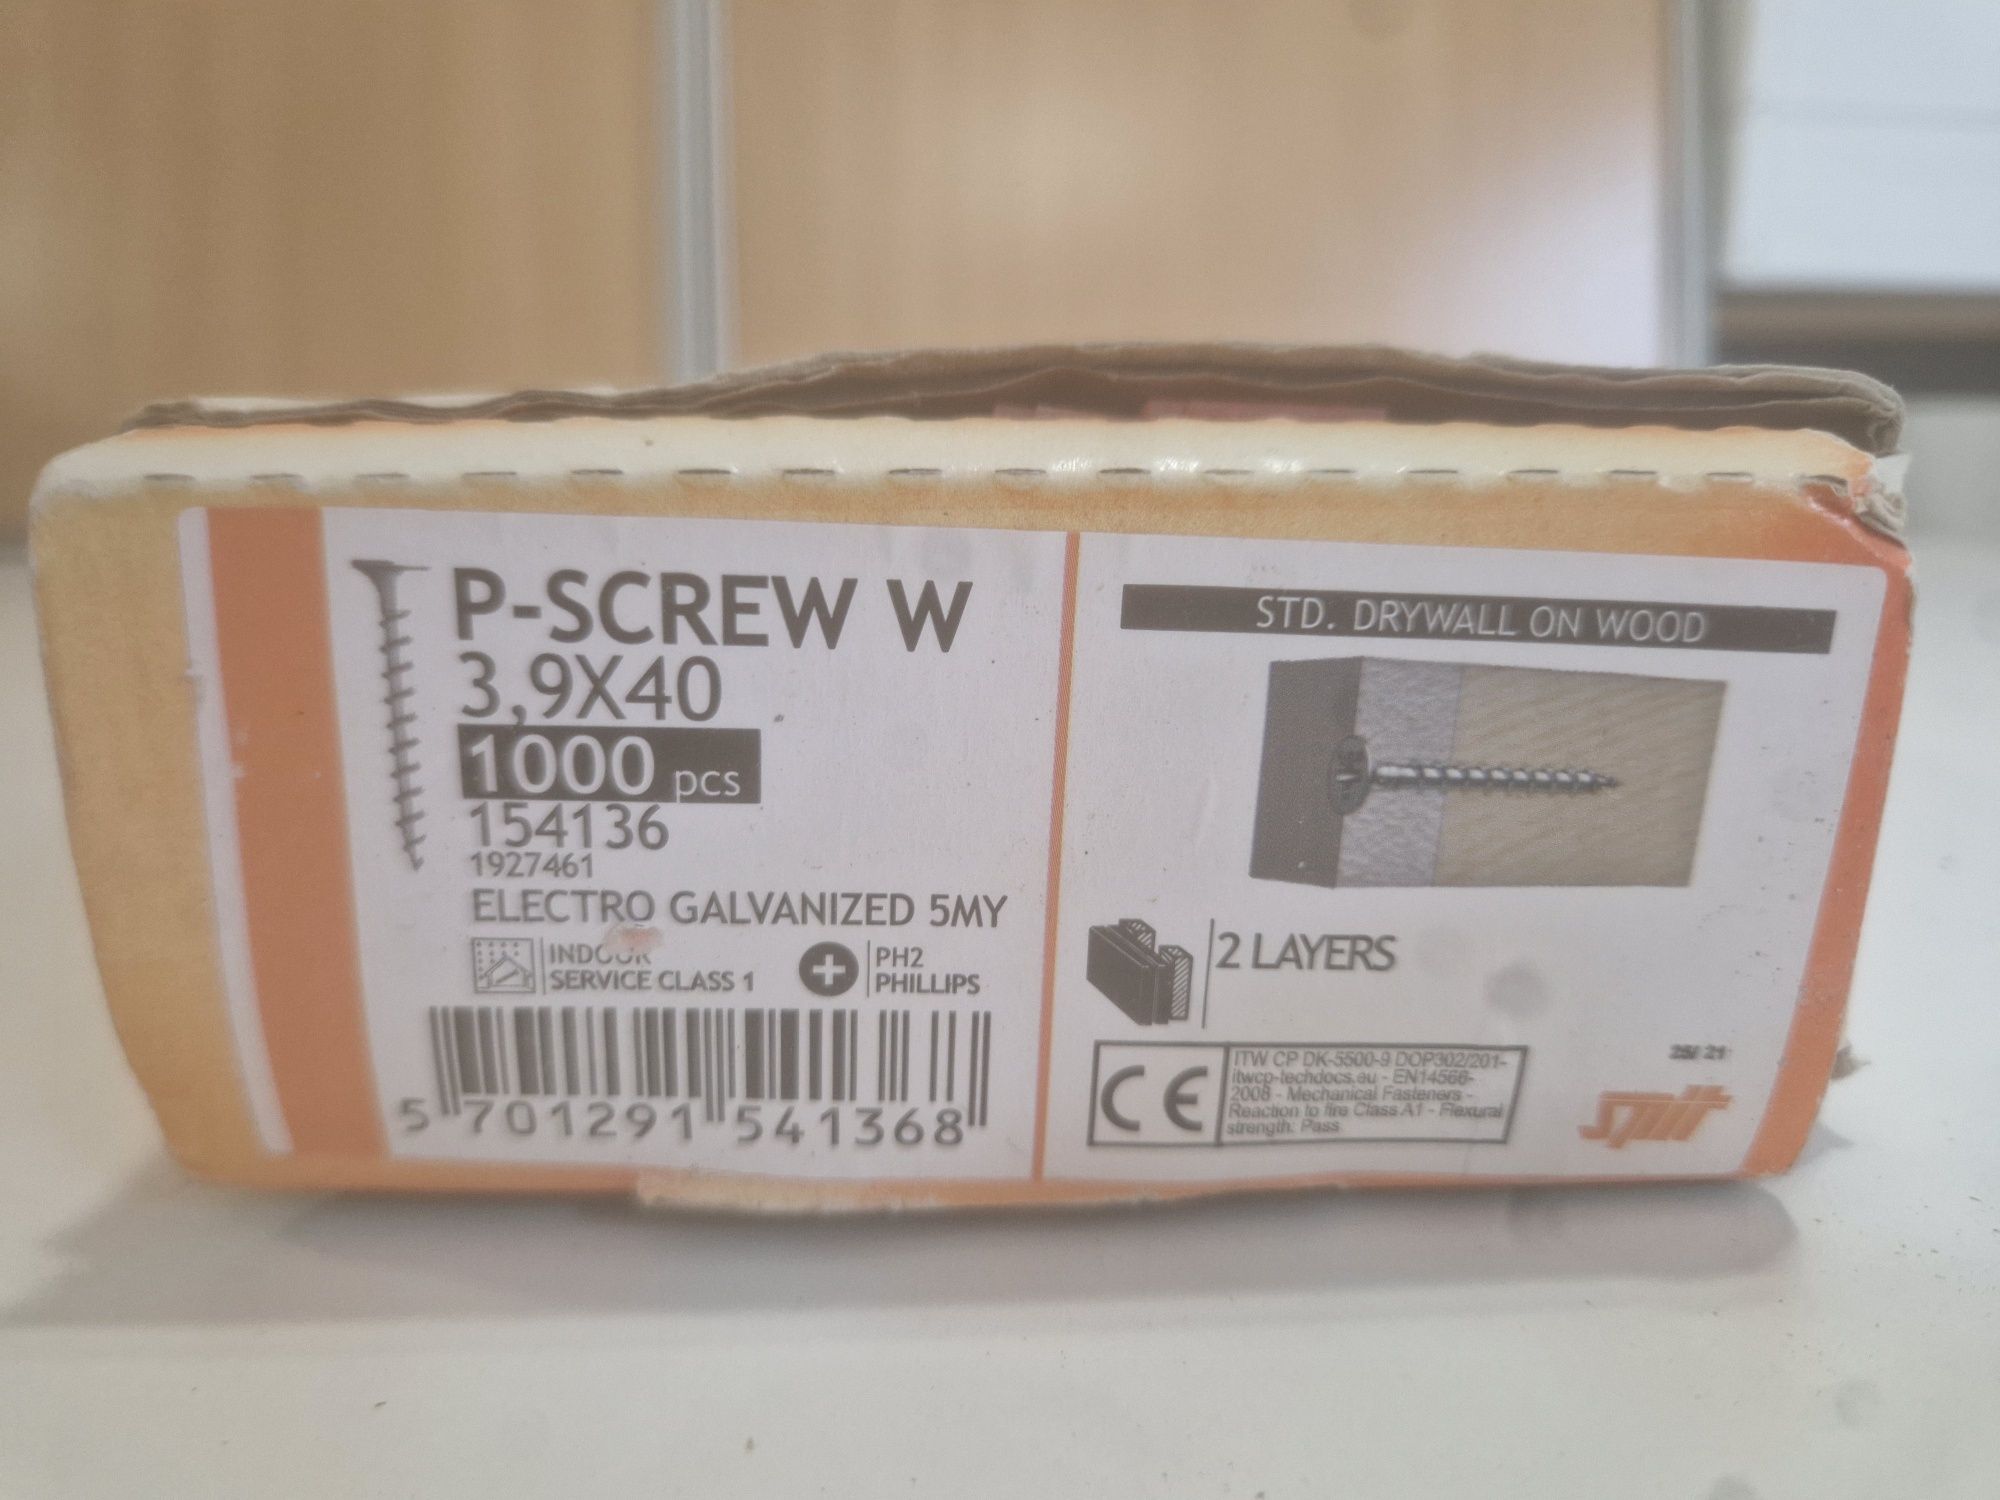 P-SCREW W
3,9X40
1000 pcs
154136
1927461
ELECTRO GALVANIZED 5MY
INDOOR
SERVICE CLASS 1
PH2
PHILLIPS
5 701291 541368
STD. DRYWALL ON WOOD
2 LAYERS
CE
ITW CP DK-5500-9 DOP302/201-
itwcp-techdocs.eu - EN14566-
2008 - Mechanical Fasteners -
Reaction to fire Class A1 - Flexural
strength: Pass
25/ 21
spit